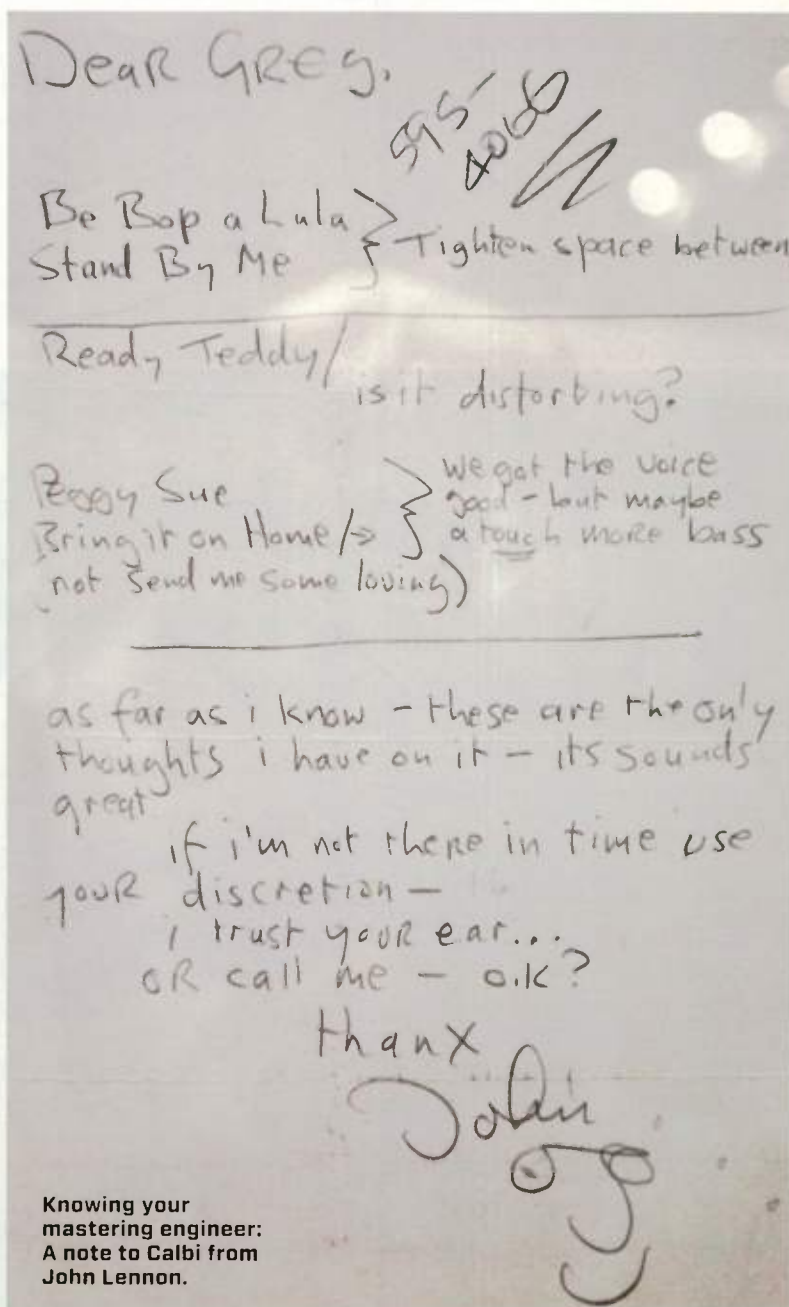 DeaR GREG.
595-
4066
Be Bop a Lula
Stand By Me } Tighten space between
Ready Teddy/
is it distorbing?
Peggy Sue
Bring it on Home /->
not send me some loving)
we got the voice
good - but maybe
a touch moRe bass
as far as i know - these are the only
thoughts i have on it - its sounds
great
if i'm not theRe in time use
youR discretion -
i trust youR ear...
oR call me - o.k?
thanX
John
Knowing your
mastering engineer:
A note to Calbi from
John Lennon.